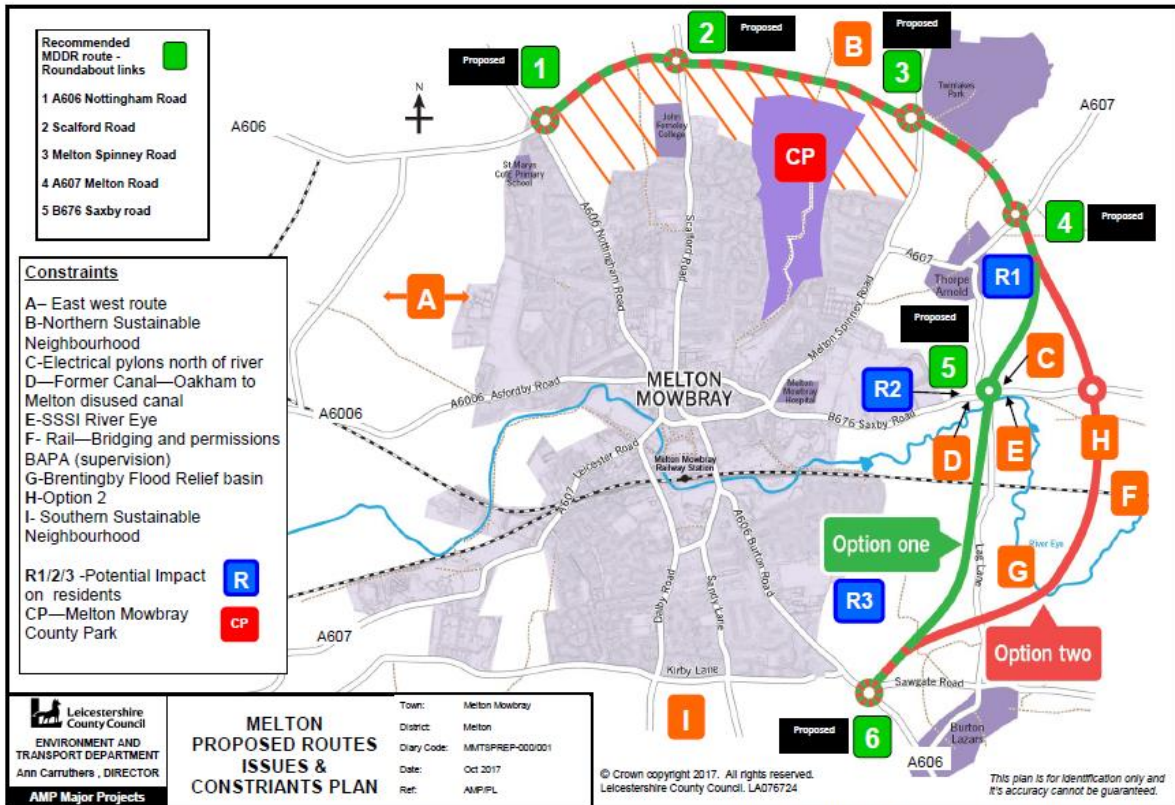 Recommended
MDDR route -
Roundabout links
1 A606 Nottingham Road
2 Scalford Road
3 Melton Spinney Road
4 A607 Melton Road
5 B676 Saxby road
Constraints
A– East west route
B-Northern Sustainable
Neighbourhood
C-Electrical pylons north of river
D—Former Canal—Oakham to
Melton disused canal
E-SSSI River Eye
F- Rail—Bridging and permissions
BAPA (supervision)
G-Brentingby Flood Relief basin
H-Option 2
I- Southern Sustainable
Neighbourhood
R1/2/3 -Potential Impact
on residents
R
CP—Melton Mowbray
County Park
CP
Proposed
1
2
Proposed
B
Proposed
3
Twinlakes
Park
A607
N
A606
John
Ferneley
College
CP
St.Marys
CofE Primary
School
A606 Nottingham Road
Scalford Road
4
Proposed
A607
Thorpe
Arnold
R1
A
Melton Spinney Road
Proposed
5
C
MELTON
MOWBRAY
Melton
Mowbray
Hospital
R2
A6006
A6006 Asfordby Road
B676 Saxby Road
D
E
H
A607 Leicester Road
Melton Mowbray
Railway Station
F
Option one
River Eye
G
Lag Lane
A606 Burton Road
R3
Dalby Road
Sandy Lane
Option two
A607
Kirby Lane
Sawgate Road
I
Proposed
6
Burton
Lazars
A606
Leicestershire
County Council
ENVIRONMENT AND
TRANSPORT DEPARTMENT
Ann Carruthers , DIRECTOR
AMP Major Projects
MELTON
PROPOSED ROUTES
ISSUES &
CONSTRIANTS PLAN
Town: Melton Mowbray
District: Melton
Diary Code: MMTSPREP-000/001
Date: Oct 2017
Ref: AMP/PL
© Crown copyright 2017. All rights reserved.
Leicestershire County Council. LA076724
This plan is for identification only and
it's accuracy cannot be guaranteed.